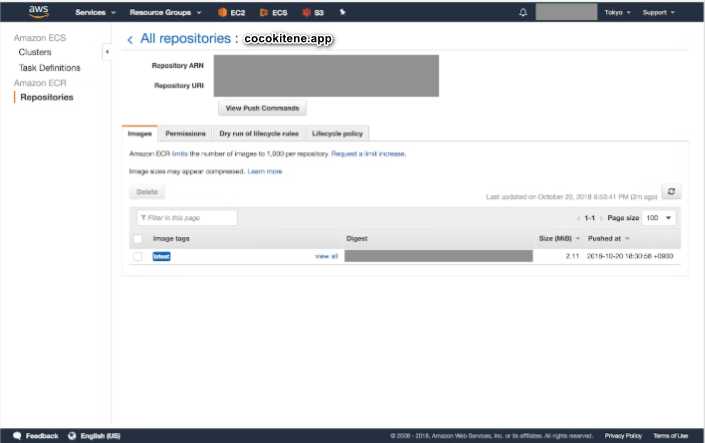 aws Services Resource Groups EC2 ECS S3 Tokyo Support
Amazon ECS
Clusters
Task Definitions
Amazon ECR
Repositories
All repositories : cocokitene.app
Repository ARN
Repository URI
View Push Commands
Images Permissions Dry run of lifecycle rules Lifecycle policy
Amazon ECR limits the number of images to 1,000 per repository. Request a limit increase.
Image sizes may appear compressed. Learn more
Delete
Last updated on October 20, 2018 6:53:41 PM (2m ago)
Filter in this page
1-1 Page size 100
Image tags Digest Size (MiB) Pushed at
latest view all 2.11 2018-10-20 18:30:58 +0900
Feedback English (US) © 2008 - 2018, Amazon Web Services, Inc. or its affiliates. All rights reserved. Privacy Policy Terms of Use